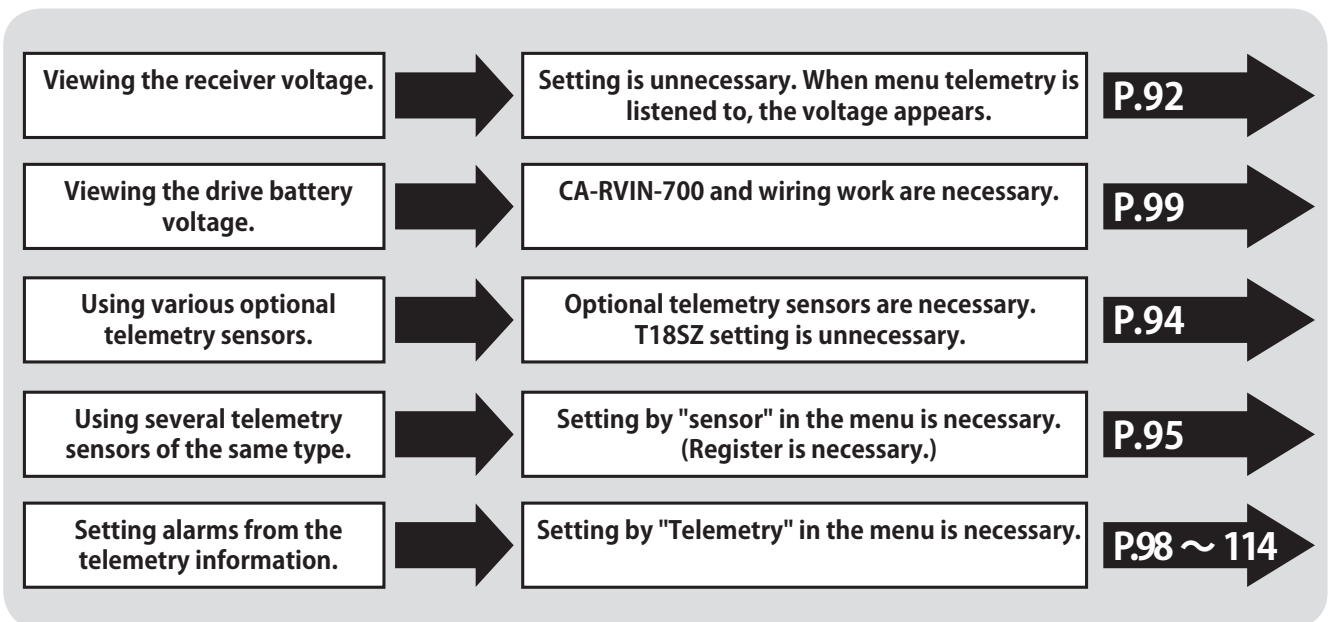 Viewing the receiver voltage.
Setting is unnecessary. When menu telemetry is
listened to, the voltage appears.
P.92
Viewing the drive battery
voltage.
CA-RVIN-700 and wiring work are necessary.
P.99
Using various optional
telemetry sensors.
Optional telemetry sensors are necessary.
T18SZ setting is unnecessary.
P.94
Using several telemetry
sensors of the same type.
Setting by "sensor" in the menu is necessary.
(Register is necessary.)
P.95
Setting alarms from the
telemetry information.
Setting by "Telemetry" in the menu is necessary.
P.98 ～ 114